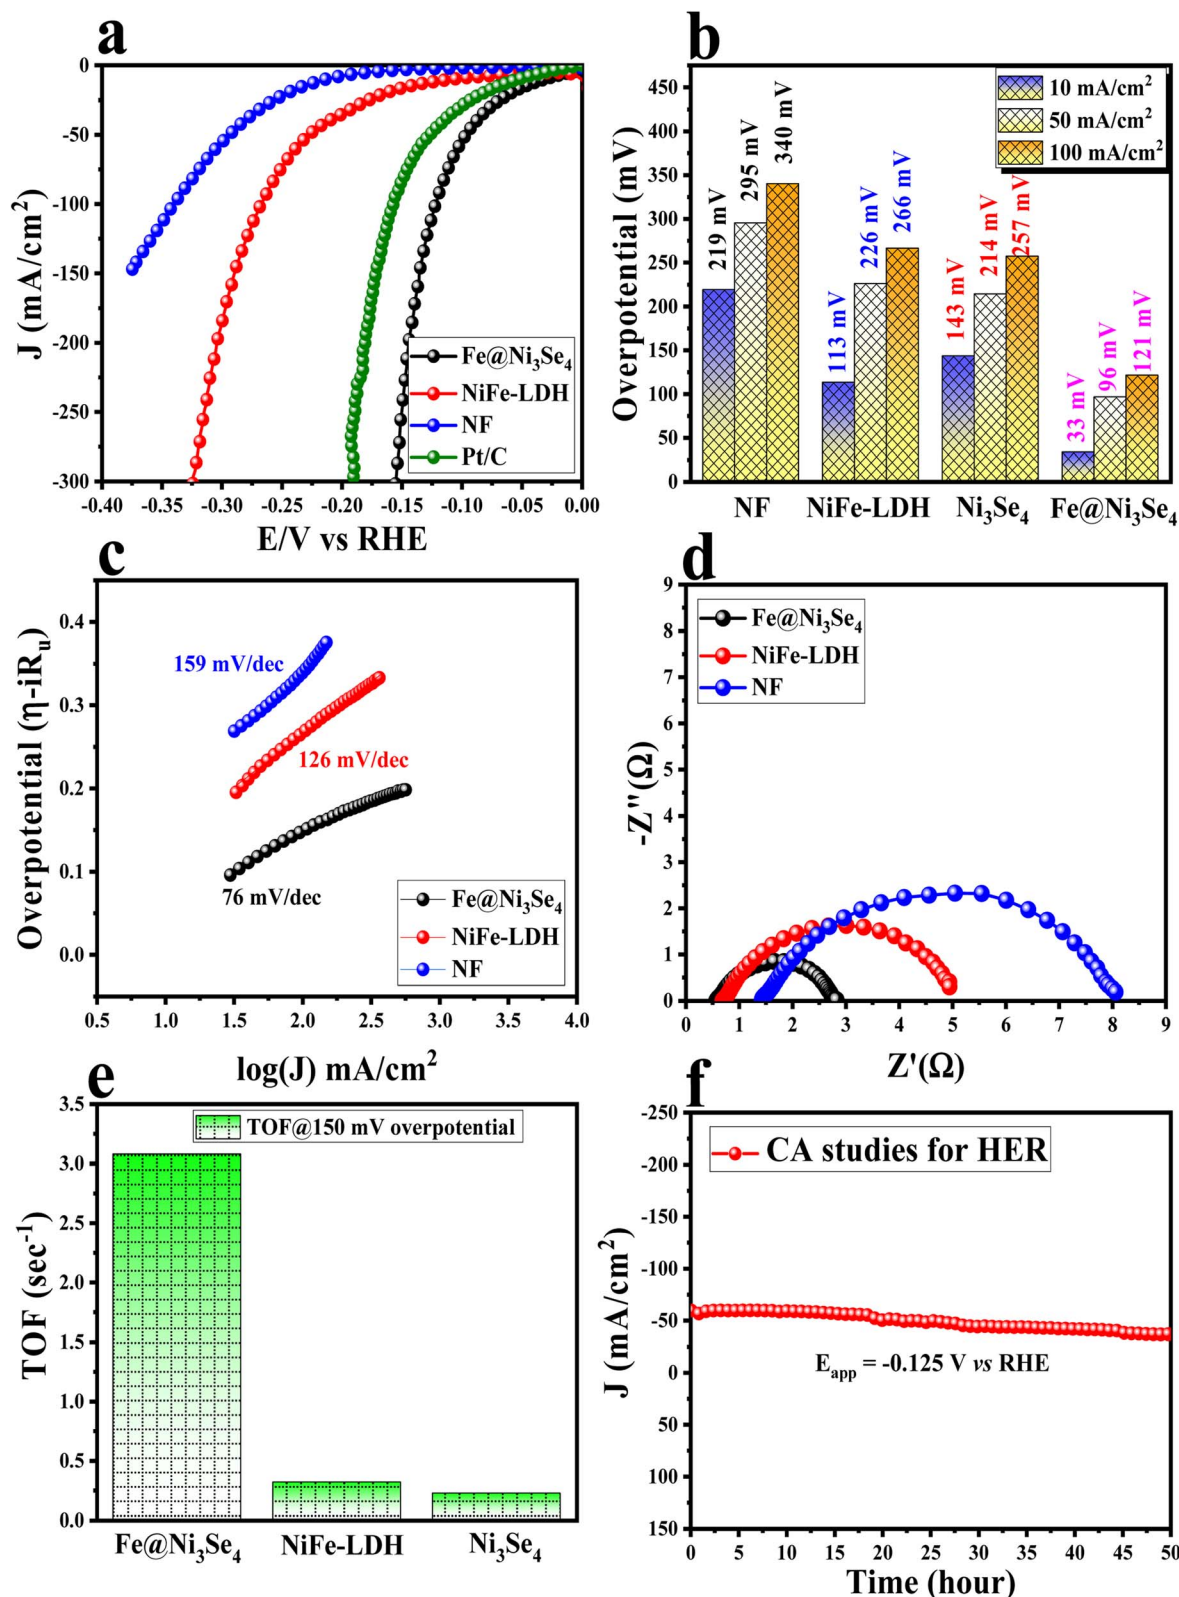 a
0
-50
-100
-150
-200
-250
-300
-0.40
-0.35
-0.30
-0.25
-0.20
-0.15
-0.10
-0.05
0.00
J (mA/cm²)
E/V vs RHE
Fe@Ni₃Se₄
NiFe-LDH
NF
Pt/C
b
450
400
350
300
250
200
150
100
50
0
Overpotential (mV)
10 mA/cm²
50 mA/cm²
100 mA/cm²
219 mV
295 mV
340 mV
113 mV
226 mV
266 mV
143 mV
214 mV
257 mV
33 mV
96 mV
121 mV
NF
NiFe-LDH
Ni₃Se₄
Fe@Ni₃Se₄
c
0.4
0.3
0.2
0.1
0.0
Overpotential (η-iRᵤ)
159 mV/dec
126 mV/dec
76 mV/dec
Fe@Ni₃Se₄
NiFe-LDH
NF
0.5
1.0
1.5
2.0
2.5
3.0
3.5
4.0
log(J) mA/cm²
d
9
8
7
6
5
4
3
2
1
0
-Z''(Ω)
Fe@Ni₃Se₄
NiFe-LDH
NF
0
1
2
3
4
5
6
7
8
9
Z'(Ω)
e
3.5
3.0
2.5
2.0
1.5
1.0
0.5
0.0
TOF (sec⁻¹)
TOF@150 mV overpotential
Fe@Ni₃Se₄
NiFe-LDH
Ni₃Se₄
f
-250
-200
-150
-100
-50
0
50
100
150
J (mA/cm²)
CA studies for HER
Eₐₚₚ = -0.125 V vs RHE
0
5
10
15
20
25
30
35
40
45
50
Time (hour)